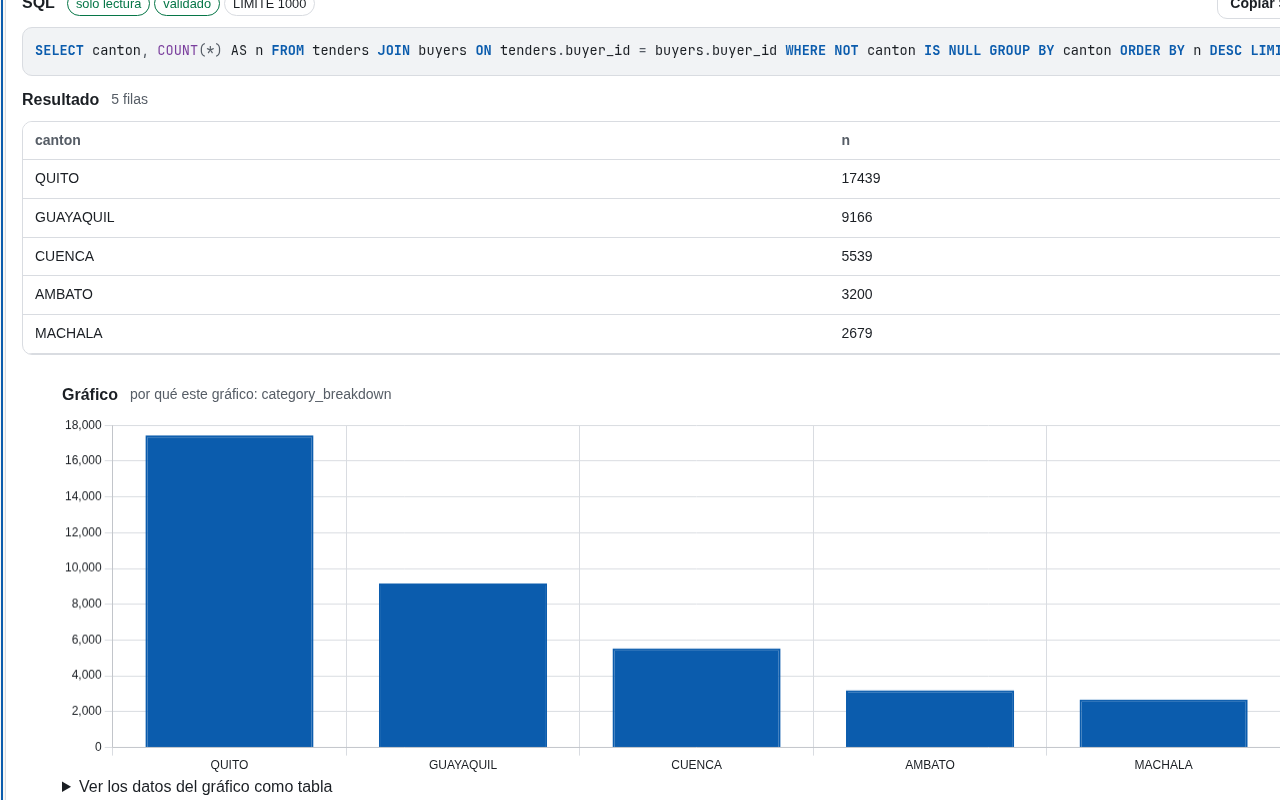 SQL solo lectura validado LIMITE 1000 Copiar
SELECT canton, COUNT(*) AS n FROM tenders JOIN buyers ON tenders.buyer_id = buyers.buyer_id WHERE NOT canton IS NULL GROUP BY canton ORDER BY n DESC
Resultado 5 filas
canton n
QUITO 17439
GUAYAQUIL 9166
CUENCA 5539
AMBATO 3200
MACHALA 2679
Gráfico por qué este gráfico: category_breakdown
18,000
16,000
14,000
12,000
10,000
8,000
6,000
4,000
2,000
0
QUITO GUAYAQUIL CUENCA AMBATO MACHALA
▶ Ver los datos del gráfico como tabla